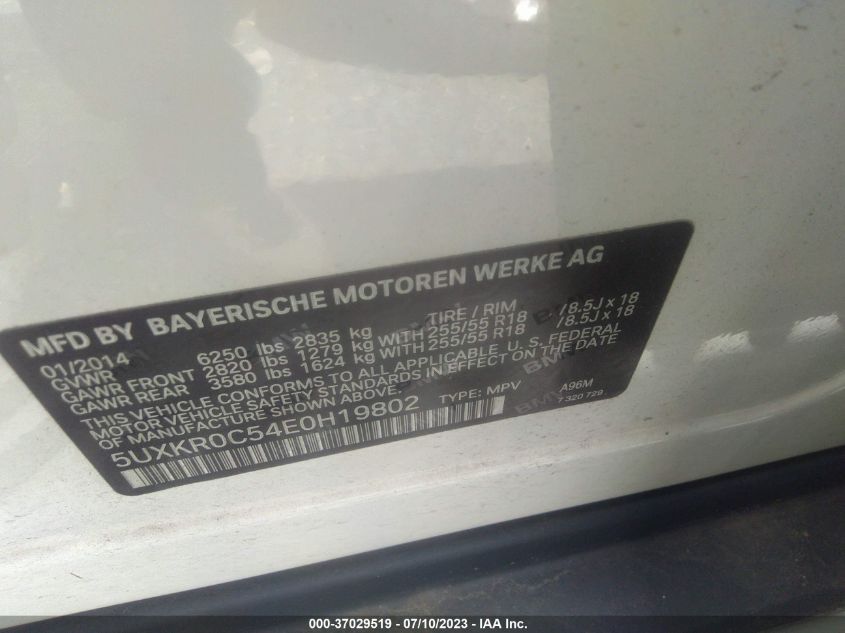 MFD BY BAYERISCHE MOTOREN WERKE AG
01/2014 TIRE / RIM
GVWR 6250 lbs 2835 kg
GAWR FRONT 2820 lbs 1279 kg WITH 255/55 R18 / 8.5J x 18
GAWR REAR 3580 lbs 1624 kg WITH 255/55 R18 / 8.5J x 18
THIS VEHICLE CONFORMS TO ALL APPLICABLE U. S. FEDERAL
MOTOR VEHICLE SAFETY STANDARDS IN EFFECT ON THE DATE
OF MANUFACTURE SHOWN ABOVE.
5UXKR0C54E0H19802 TYPE: MPV A96M
7 320 729
000-37029519 - 07/10/2023 - IAA Inc.